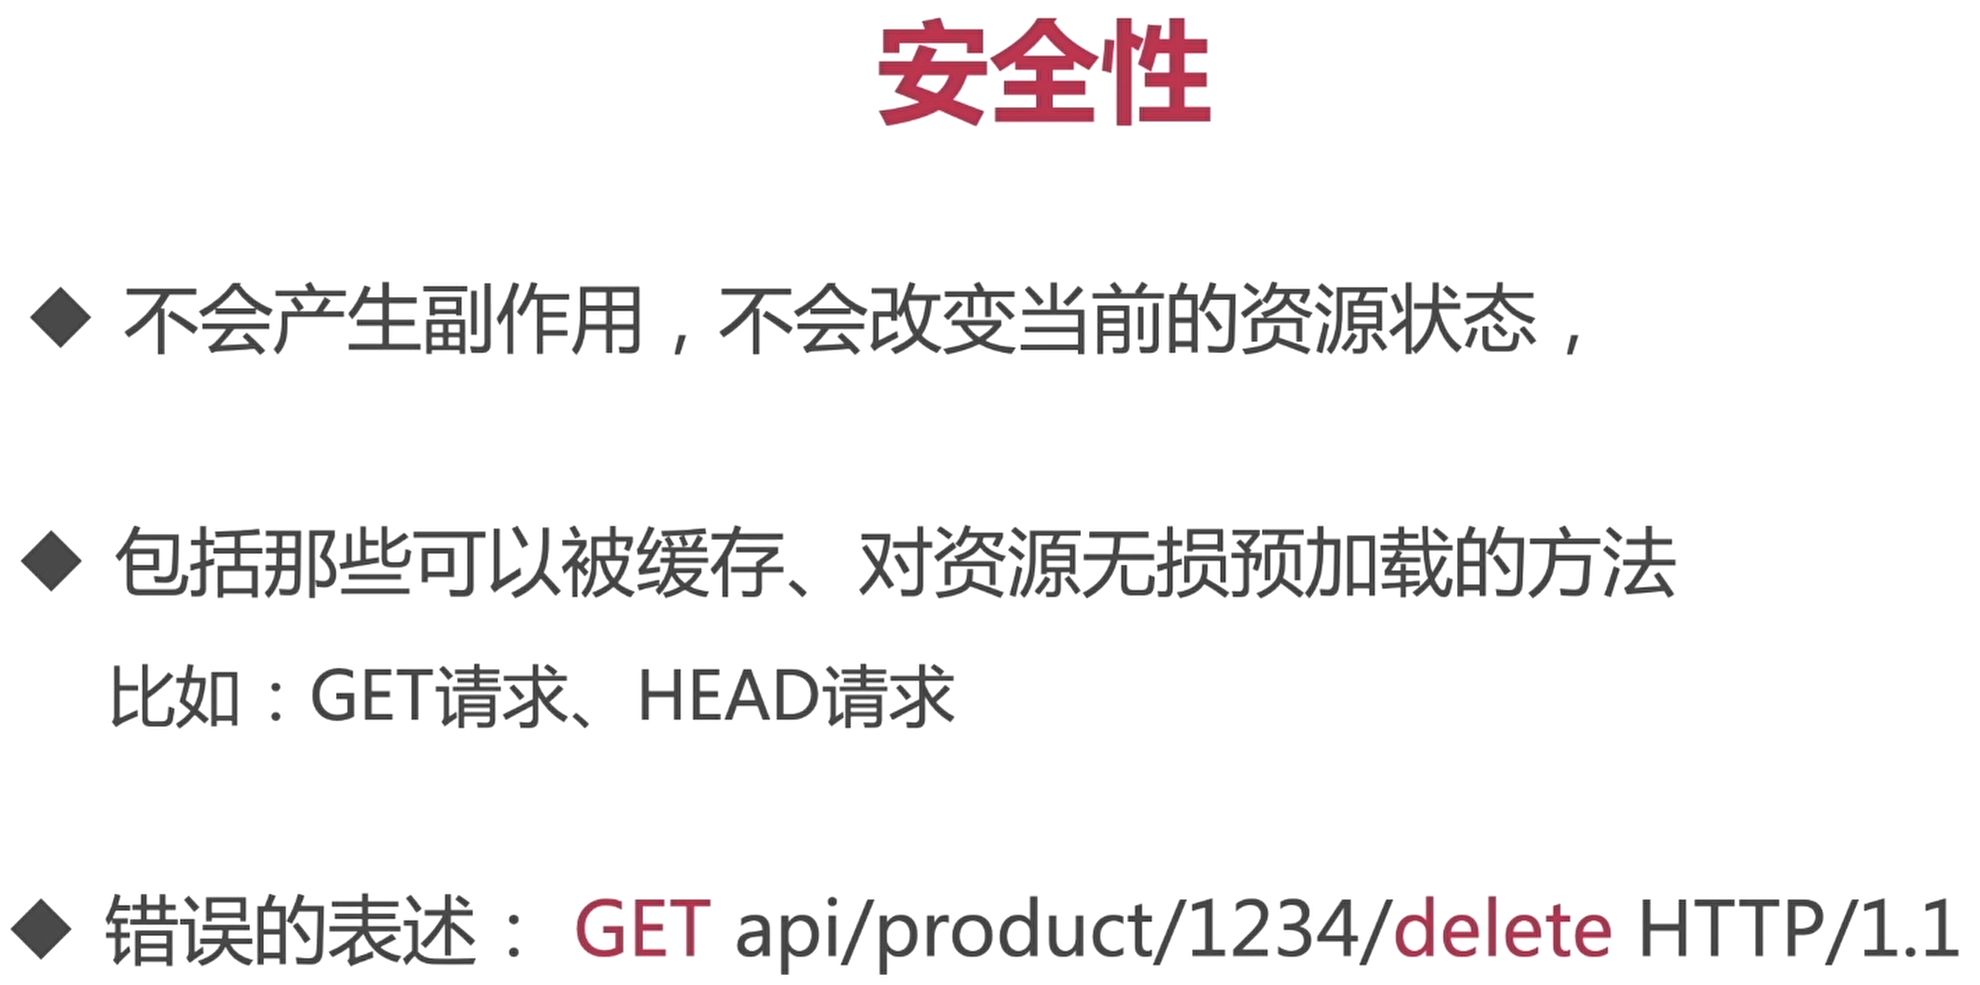 安全性
◆ 不会产生副作用，不会改变当前的资源状态，
◆ 包括那些可以被缓存、对资源无损预加载的方法
比如：GET请求、HEAD请求
◆ 错误的表述： GET api/product/1234/delete HTTP/1.1